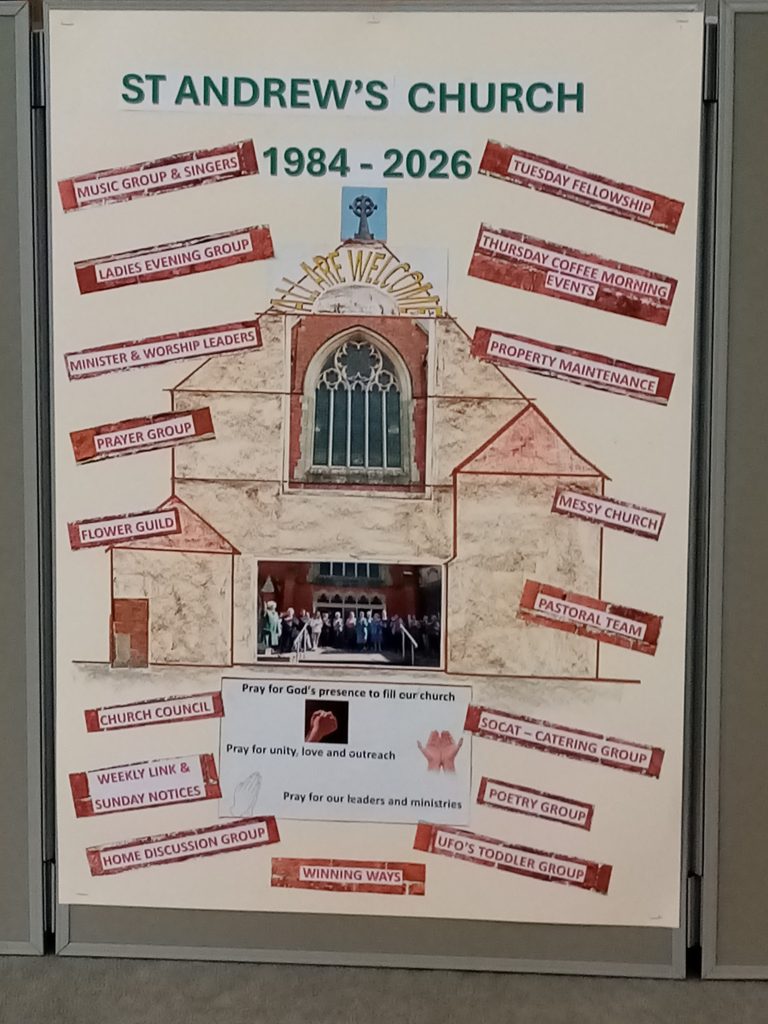 ST ANDREW'S CHURCH
1984 - 2026
MUSIC GROUP & SINGERS
LADIES EVENING GROUP
MINISTER & WORSHIP LEADERS
PRAYER GROUP
FLOWER GUILD
TUESDAY FELLOWSHIP
THURSDAY COFFEE MORNING
EVENTS
PROPERTY MAINTENANCE
MESSY CHURCH
PASTORAL TEAM
ALL ARE WELCOME
Pray for God's presence to fill our church
Pray for unity, love and outreach
Pray for our leaders and ministries
CHURCH COUNCIL
WEEKLY LINK &
SUNDAY NOTICES
HOME DISCUSSION GROUP
SOCAT – CATERING GROUP
POETRY GROUP
UFO'S TODDLER GROUP
WINNING WAYS